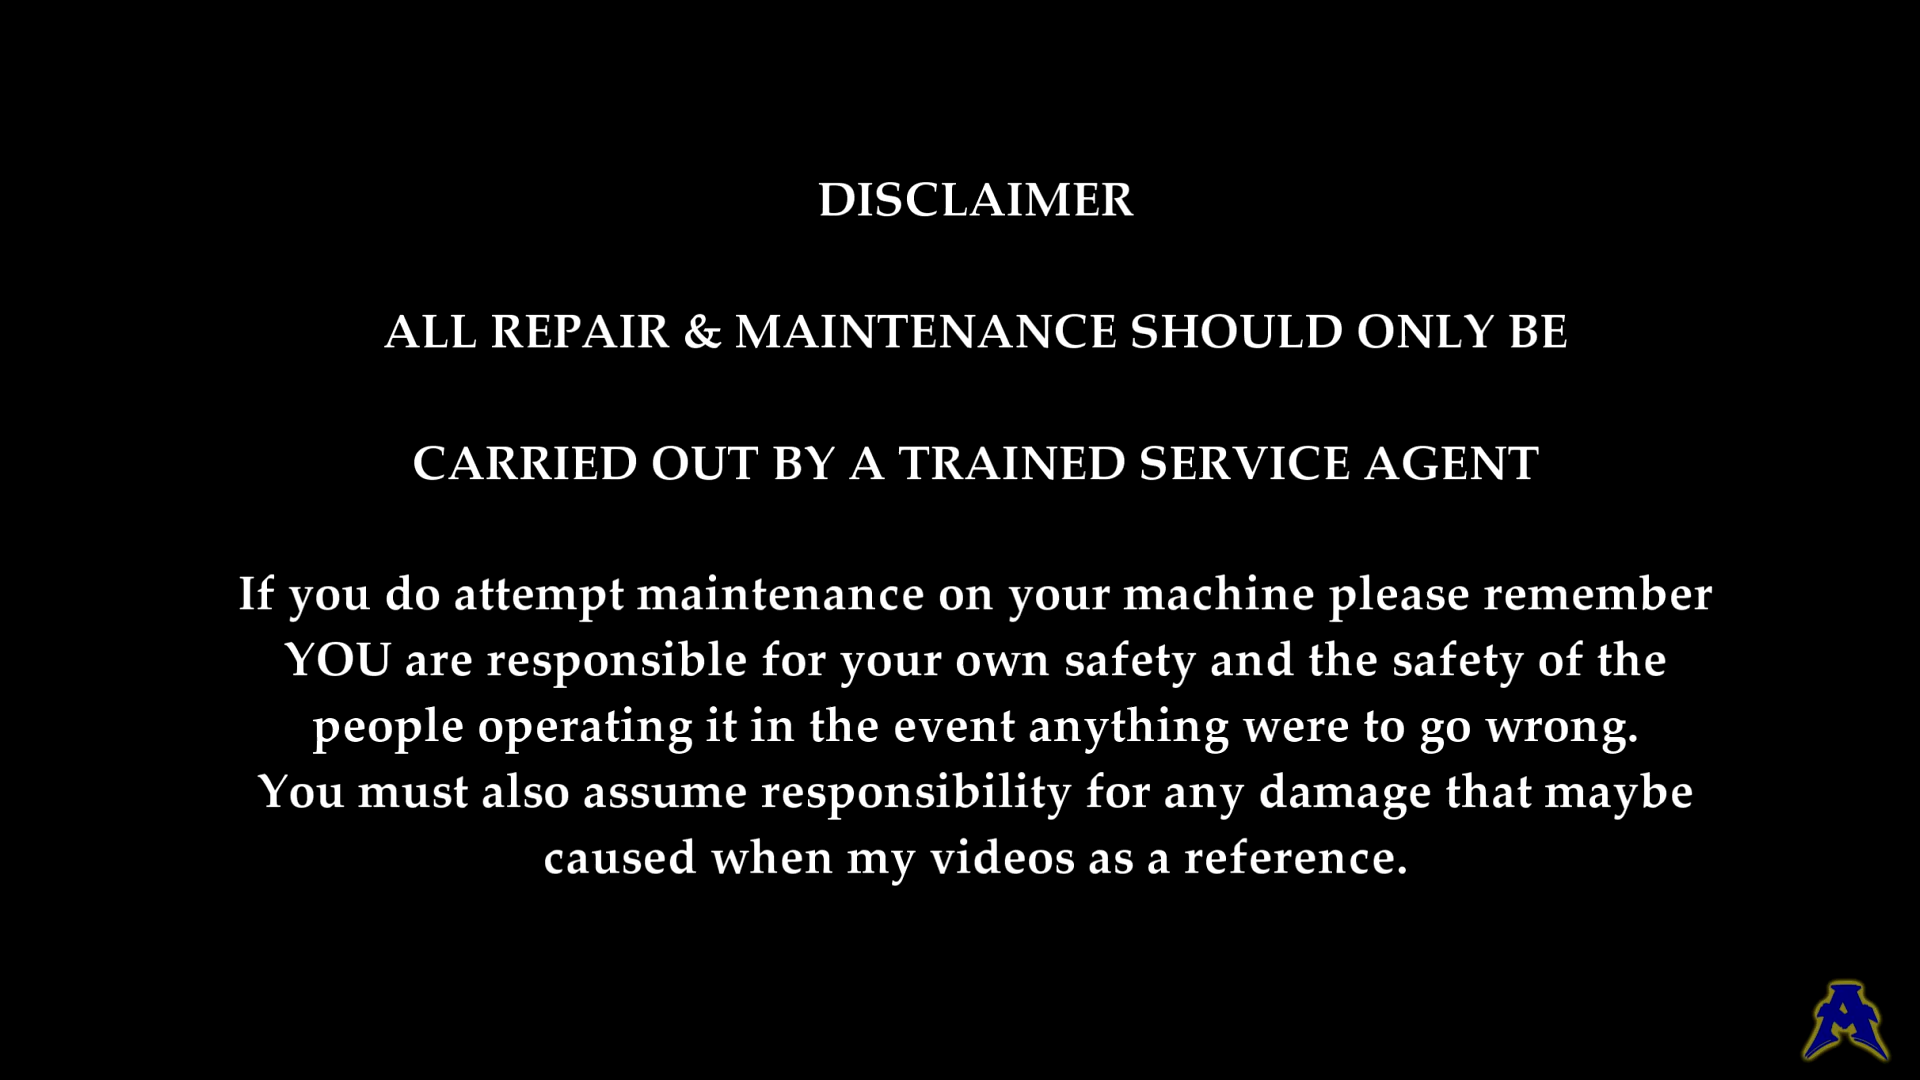 DISCLAIMER
ALL REPAIR & MAINTENANCE SHOULD ONLY BE
CARRIED OUT BY A TRAINED SERVICE AGENT
If you do attempt maintenance on your machine please remember
YOU are responsible for your own safety and the safety of the
people operating it in the event anything were to go wrong.
You must also assume responsibility for any damage that maybe
caused when my videos as a reference.
A